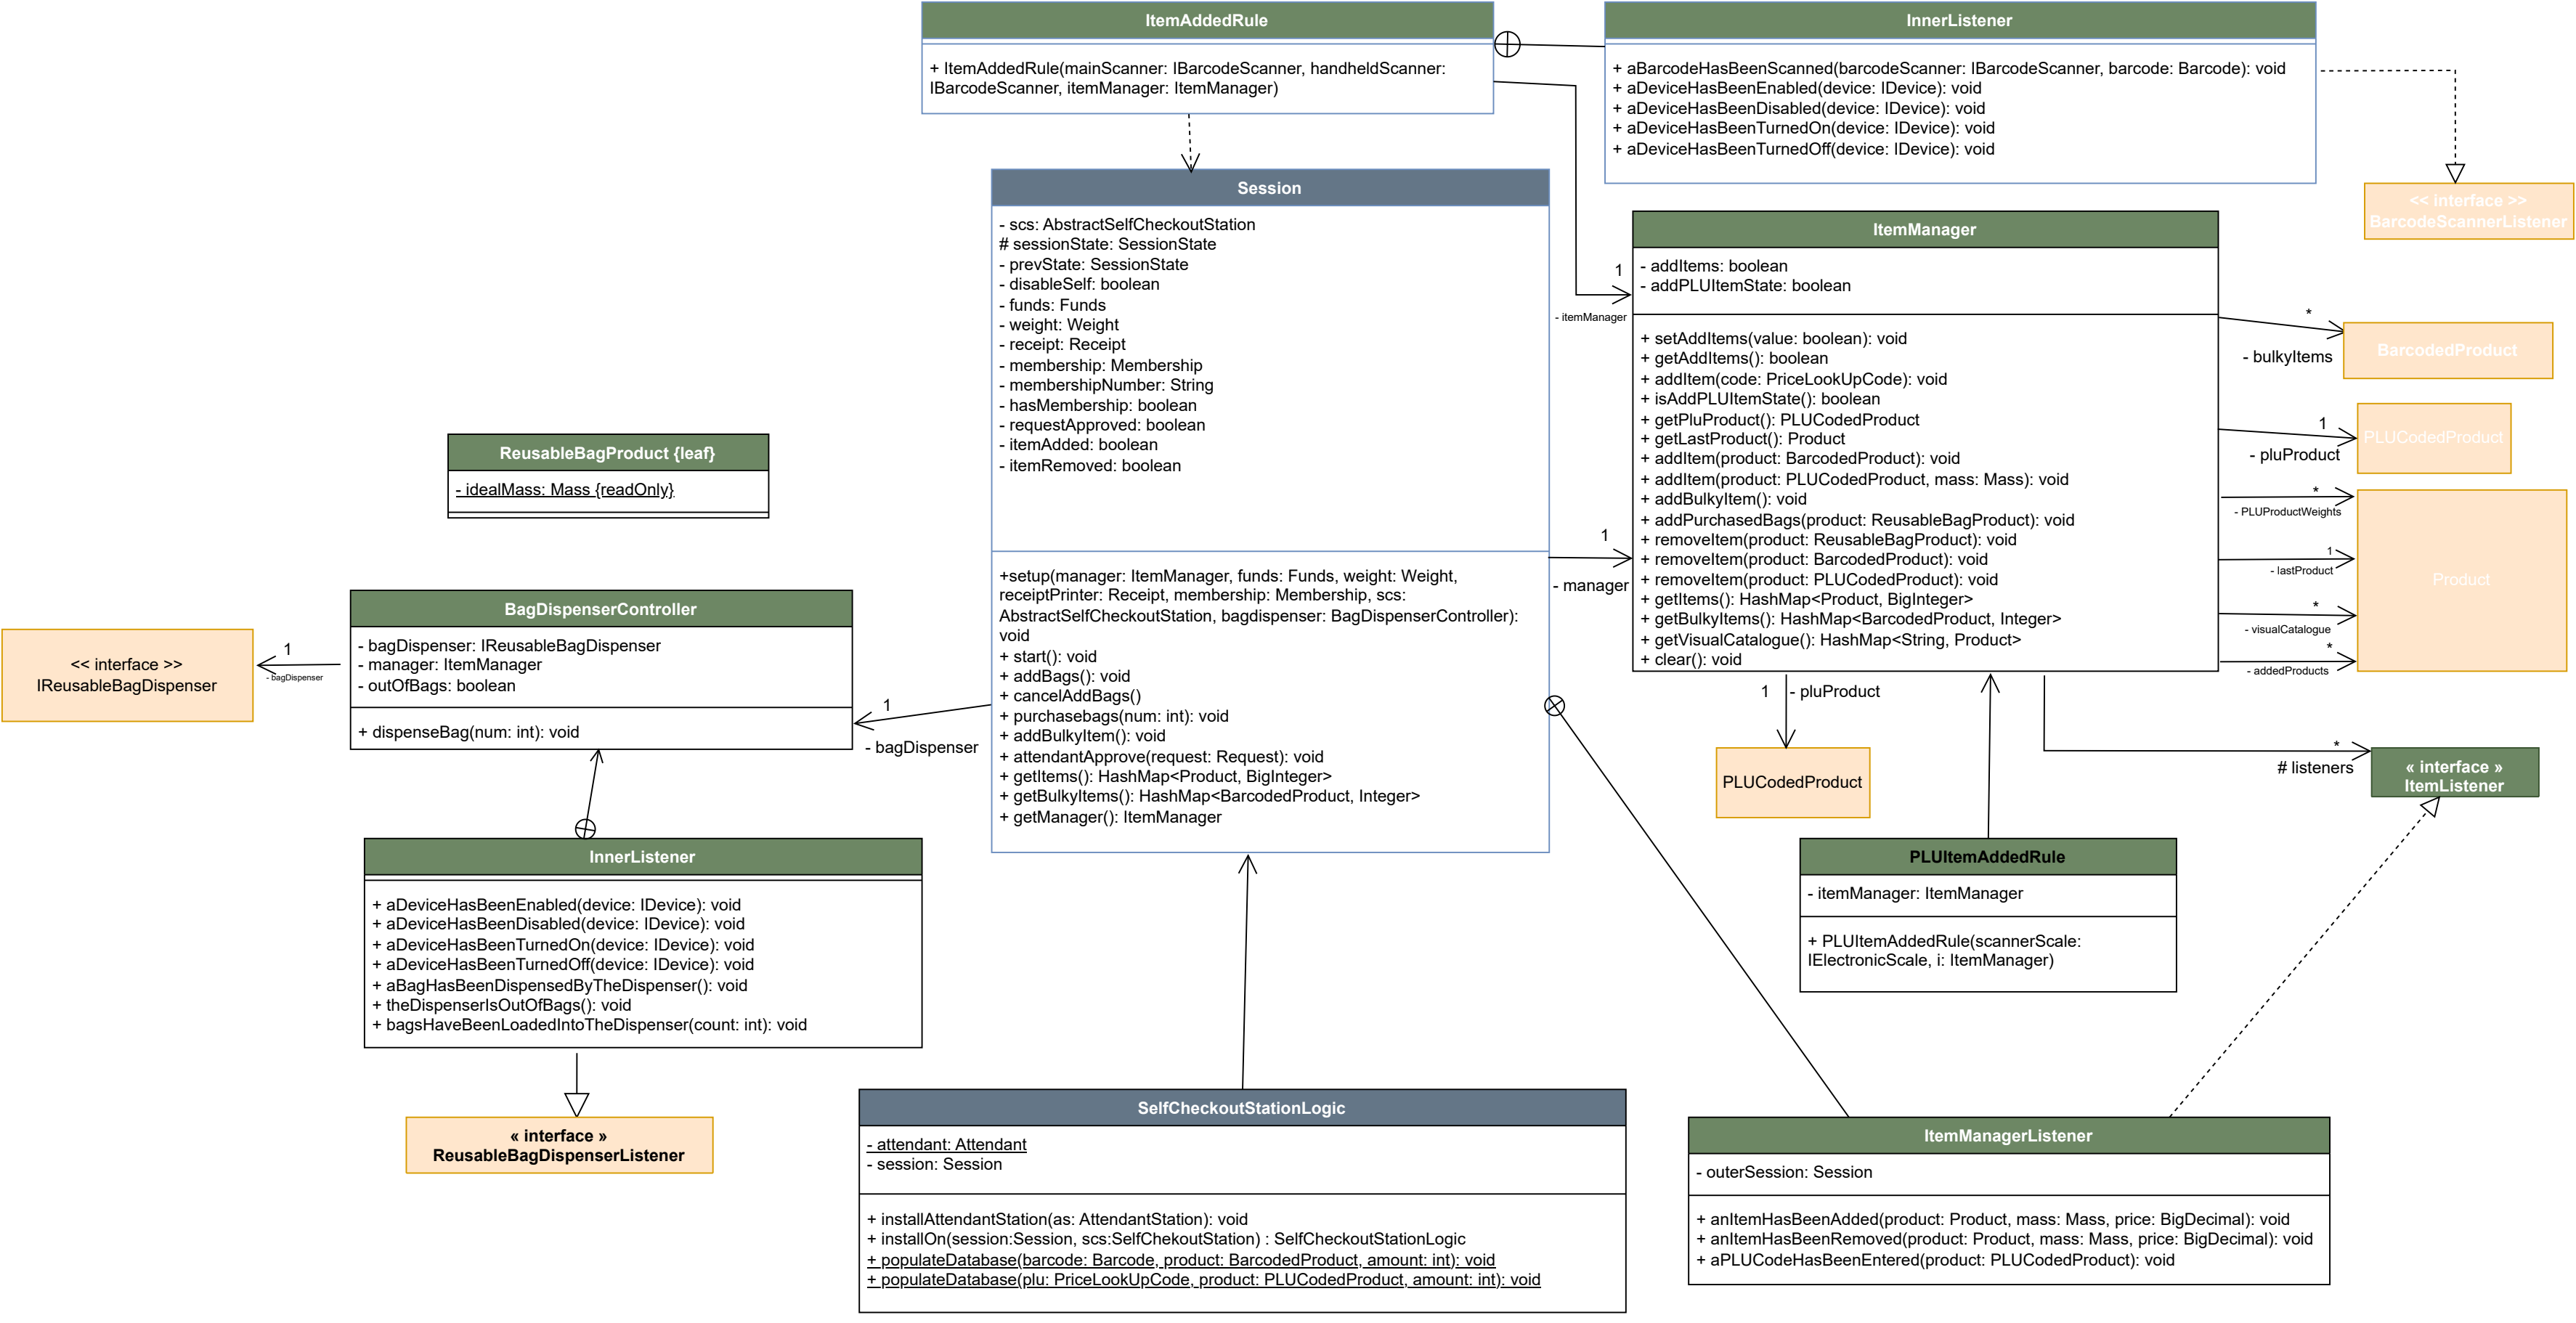 ItemAddedRule
+ ItemAddedRule(mainScanner: IBarcodeScanner, handheldScanner:
IBarcodeScanner, itemManager: ItemManager)
InnerListener
+ aBarcodeHasBeenScanned(barcodeScanner: IBarcodeScanner, barcode: Barcode): void
+ aDeviceHasBeenEnabled(device: IDevice): void
+ aDeviceHasBeenDisabled(device: IDevice): void
+ aDeviceHasBeenTurnedOn(device: IDevice): void
+ aDeviceHasBeenTurnedOff(device: IDevice): void
<< interface >>
BarcodeScannerListener
Session
- scs: AbstractSelfCheckoutStation
# sessionState: SessionState
- prevState: SessionState
- disableSelf: boolean
- funds: Funds
- weight: Weight
- receipt: Receipt
- membership: Membership
- membershipNumber: String
- hasMembership: boolean
- requestApproved: boolean
- itemAdded: boolean
- itemRemoved: boolean
+setup(manager: ItemManager, funds: Funds, weight: Weight,
receiptPrinter: Receipt, membership: Membership, scs:
AbstractSelfCheckoutStation, bagdispenser: BagDispenserController):
void
+ start(): void
+ addBags(): void
+ cancelAddBags()
+ purchasebags(num: int): void
+ addBulkyItem(): void
+ attendantApprove(request: Request): void
+ getItems(): HashMap<Product, BigInteger>
+ getBulkyItems(): HashMap<BarcodedProduct, Integer>
+ getManager(): ItemManager
1
- itemManager
1
- manager
ItemManager
- addItems: boolean
- addPLUItemState: boolean
+ setAddItems(value: boolean): void
+ getAddItems(): boolean
+ addItem(code: PriceLookUpCode): void
+ isAddPLUItemState(): boolean
+ getPluProduct(): PLUCodedProduct
+ getLastProduct(): Product
+ addItem(product: BarcodedProduct): void
+ addItem(product: PLUCodedProduct, mass: Mass): void
+ addBulkyItem(): void
+ addPurchasedBags(product: ReusableBagProduct): void
+ removeItem(product: ReusableBagProduct): void
+ removeItem(product: BarcodedProduct): void
+ removeItem(product: PLUCodedProduct): void
+ getItems(): HashMap<Product, BigInteger>
+ getBulkyItems(): HashMap<BarcodedProduct, Integer>
+ getVisualCatalogue(): HashMap<String, Product>
+ clear(): void
*
- bulkyItems
BarcodedProduct
1
- pluProduct
PLUCodedProduct
*
- PLUProductWeights
1
- lastProduct
*
- visualCatalogue
*
- addedProducts
Product
ReusableBagProduct {leaf}
- idealMass: Mass {readOnly}
BagDispenserController
- bagDispenser: IReusableBagDispenser
- manager: ItemManager
- outOfBags: boolean
+ dispenseBag(num: int): void
<< interface >>
IReusableBagDispenser
1
- bagDispenser
1
- bagDispenser
1
- pluProduct
PLUCodedProduct
*
# listeners
« interface »
ItemListener
InnerListener
+ aDeviceHasBeenEnabled(device: IDevice): void
+ aDeviceHasBeenDisabled(device: IDevice): void
+ aDeviceHasBeenTurnedOn(device: IDevice): void
+ aDeviceHasBeenTurnedOff(device: IDevice): void
+ aBagHasBeenDispensedByTheDispenser(): void
+ theDispenserIsOutOfBags(): void
+ bagsHaveBeenLoadedIntoTheDispenser(count: int): void
« interface »
ReusableBagDispenserListener
PLUItemAddedRule
- itemManager: ItemManager
+ PLUItemAddedRule(scannerScale:
IElectronicScale, i: ItemManager)
SelfCheckoutStationLogic
- attendant: Attendant
- session: Session
+ installAttendantStation(as: AttendantStation): void
+ installOn(session:Session, scs:SelfChekoutStation) : SelfCheckoutStationLogic
+ populateDatabase(barcode: Barcode, product: BarcodedProduct, amount: int): void
+ populateDatabase(plu: PriceLookUpCode, product: PLUCodedProduct, amount: int): void
ItemManagerListener
- outerSession: Session
+ anItemHasBeenAdded(product: Product, mass: Mass, price: BigDecimal): void
+ anItemHasBeenRemoved(product: Product, mass: Mass, price: BigDecimal): void
+ aPLUCodeHasBeenEntered(product: PLUCodedProduct): void